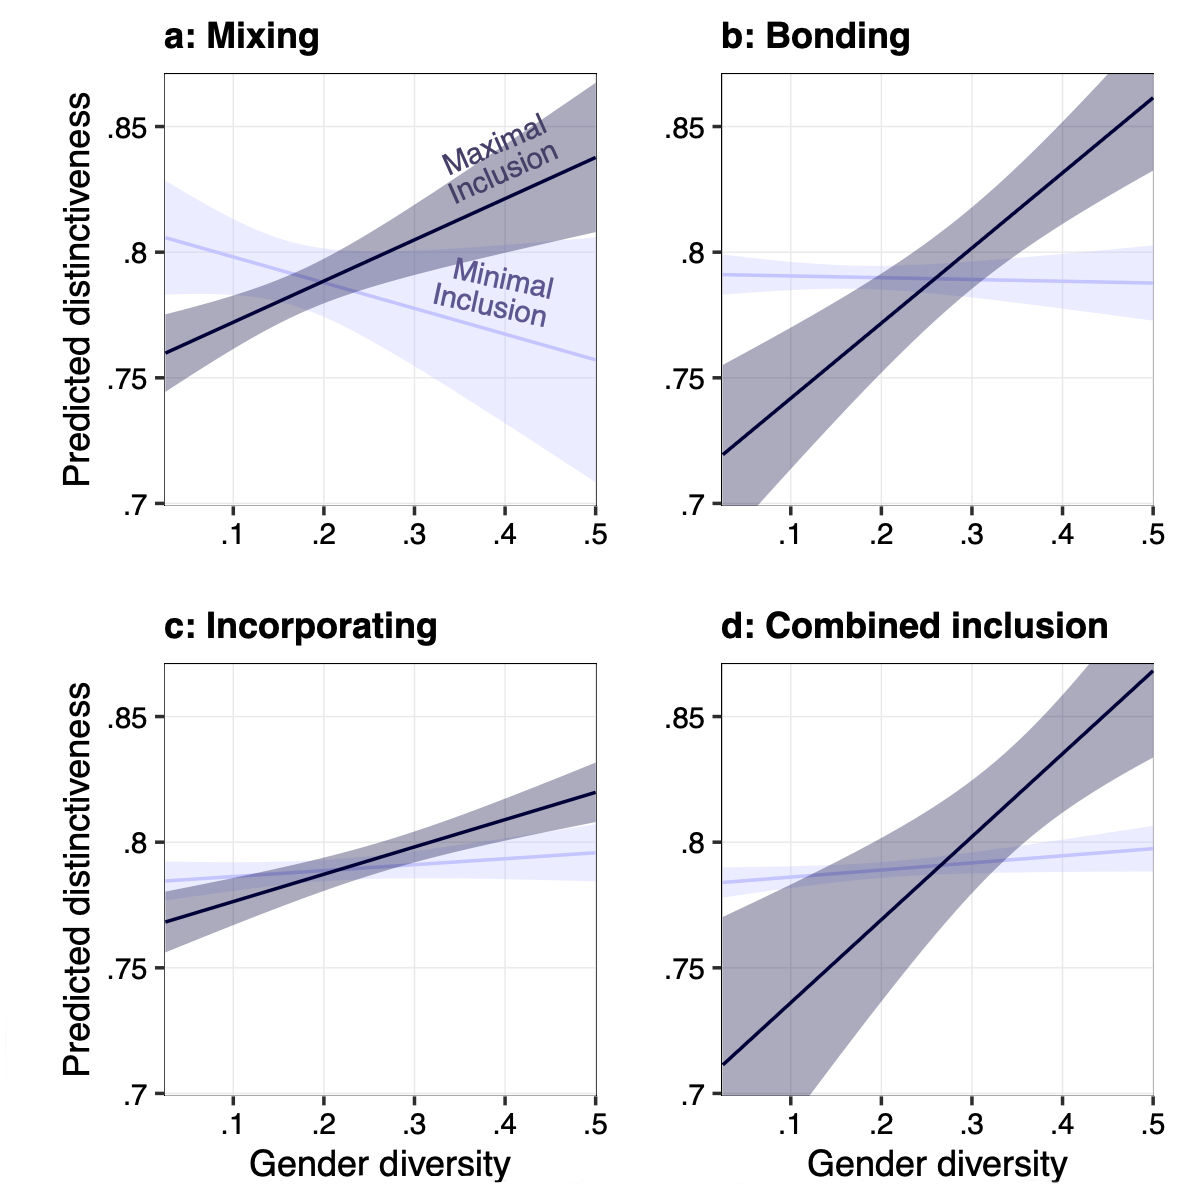 a: Mixing
b: Bonding
Predicted distinctiveness
.85
.8
.75
.7
Maximal
Inclusion
Minimal
Inclusion
.1 .2 .3 .4 .5
.85
.8
.75
.7
.1 .2 .3 .4 .5
c: Incorporating
d: Combined inclusion
Predicted distinctiveness
.85
.8
.75
.7
.1 .2 .3 .4 .5
Gender diversity
.85
.8
.75
.7
.1 .2 .3 .4 .5
Gender diversity